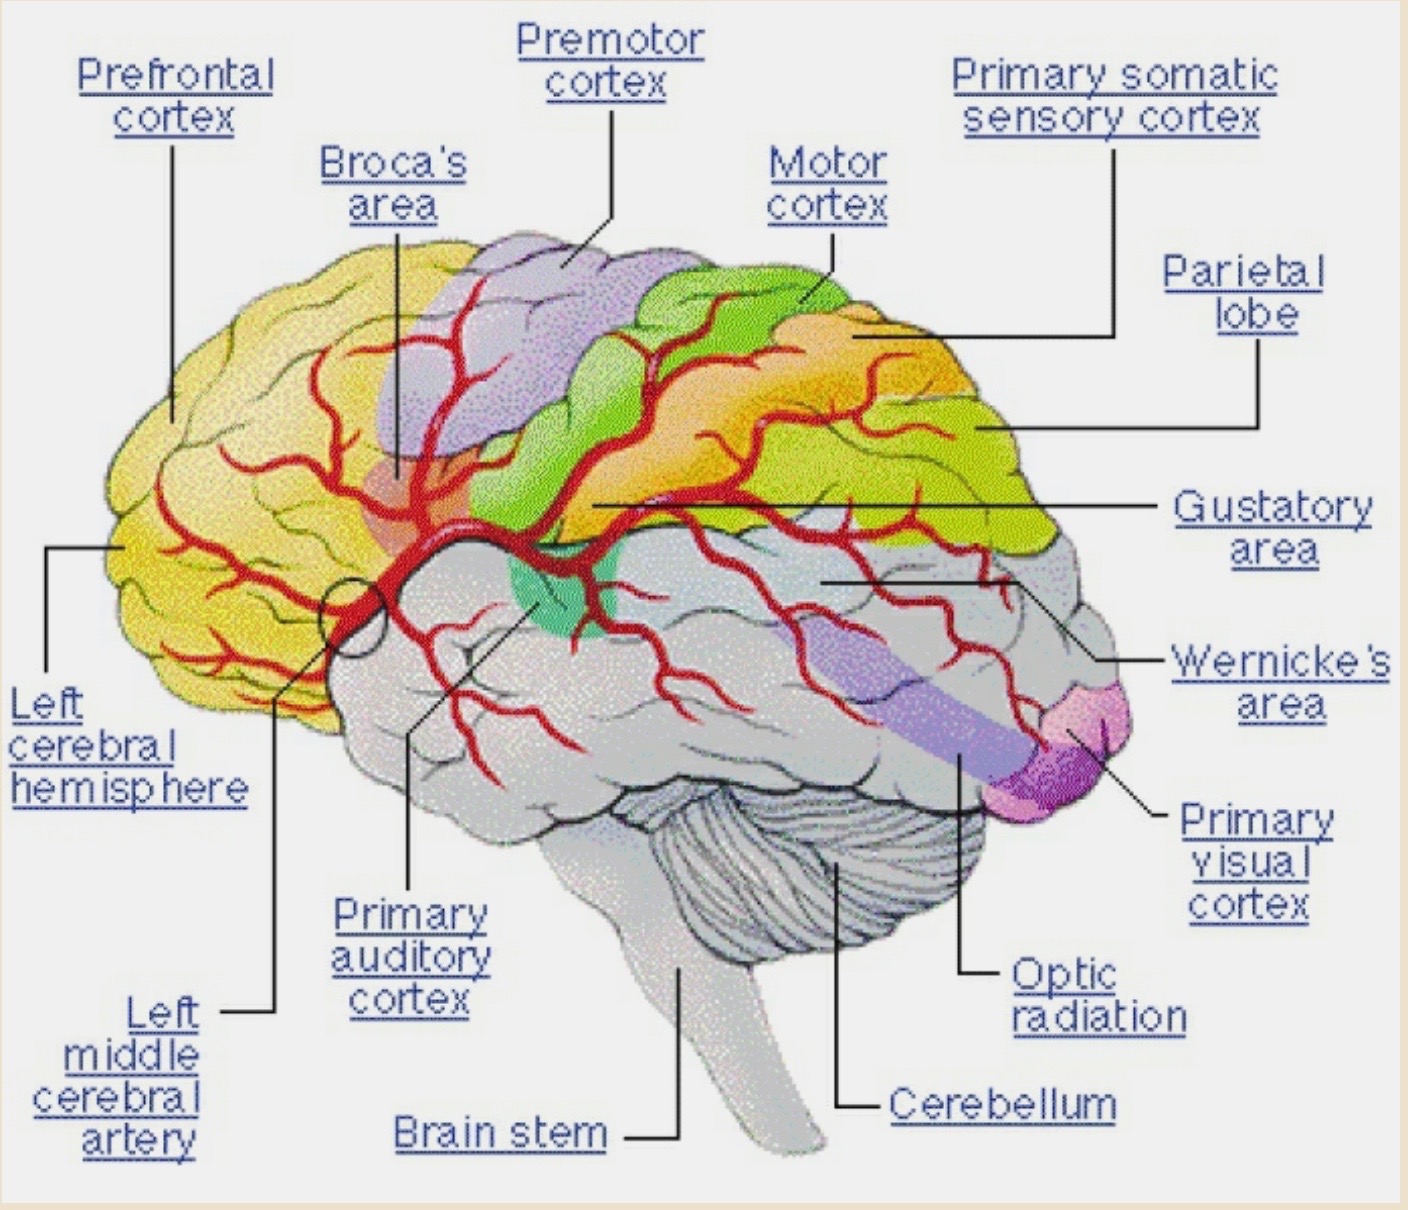 Premotor
cortex
Prefrontal
cortex
Primary somatic
sensory cortex
Broca's
area
Motor
cortex
Parietal
lobe
Gustatory
area
Wernicke's
area
Left
cerebral
hemisphere
Primary
visual
cortex
Primary
auditory
cortex
Optic
radiation
Left
middle
cerebral
artery
Cerebellum
Brain stem